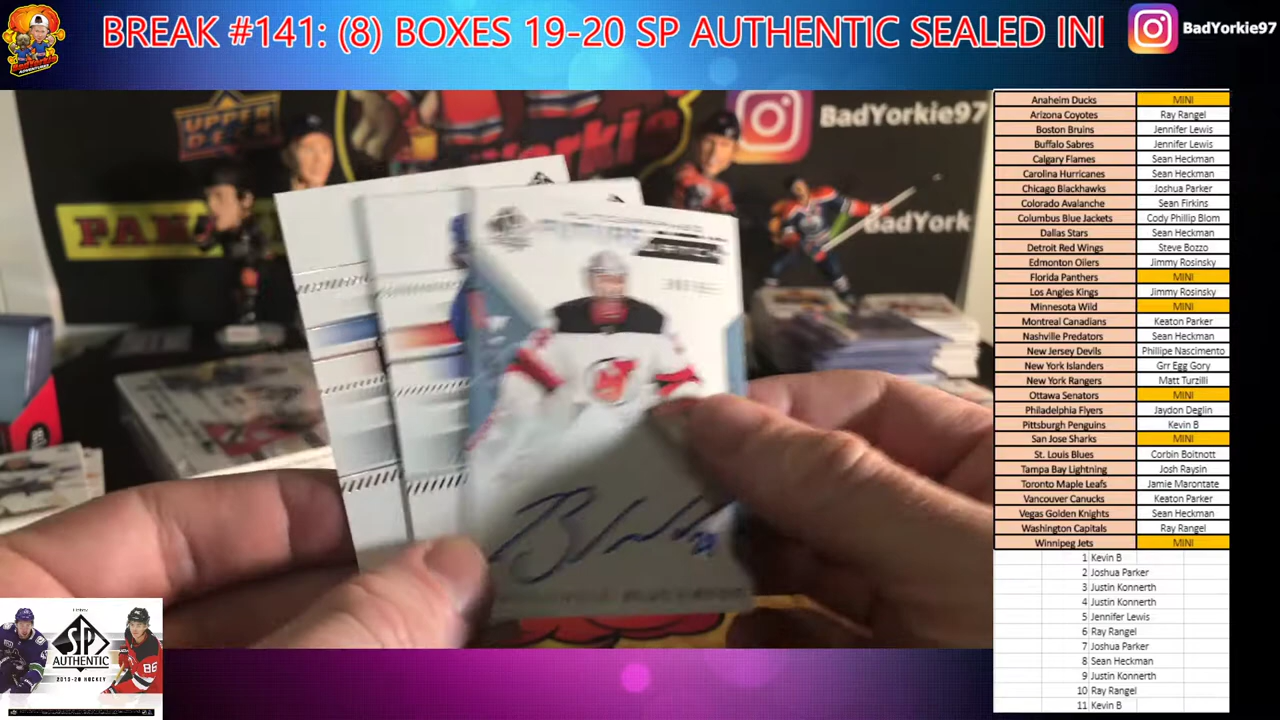 BREAK #141: (8) BOXES 19-20 SP AUTHENTIC SEALED INI
BadYorkie97
UPPER DECK
BadYorkie97
BadYork
Anaheim Ducks MINI
Arizona Coyotes Ray Rangel
Boston Bruins Jennifer Lewis
Buffalo Sabres Jennifer Lewis
Calgary Flames Sean Heckman
Carolina Hurricanes Sean Heckman
Chicago Blackhawks Joshua Parker
Colorado Avalanche Sean Firkins
Columbus Blue Jackets Cody Phillip Blom
Dallas Stars Sean Heckman
Detroit Red Wings Steve Bozzo
Edmonton Oilers Jimmy Rosinsky
Florida Panthers MINI
Los Angles Kings Jimmy Rosinsky
Minnesota Wild MINI
Montreal Canadians Keaton Parker
Nashville Predators Sean Heckman
New Jersey Devils Phillipe Nascimento
New York Islanders Grr Egg Gory
New York Rangers Matt Turzilli
Ottawa Senators MINI
Philadelphia Flyers Jaydon Deglin
Pittsburgh Penguins Kevin B
San Jose Sharks MINI
St. Louis Blues Corbin Boitnott
Tampa Bay Lightning Josh Raysin
Toronto Maple Leafs Jamie Marontate
Vancouver Canucks Keaton Parker
Vegas Golden Knights Sean Heckman
Washington Capitals Ray Rangel
Winnipeg Jets MINI
1 Kevin B
2 Joshua Parker
3 Justin Konnerth
4 Justin Konnerth
5 Jennifer Lewis
6 Ray Rangel
7 Joshua Parker
8 Sean Heckman
9 Justin Konnerth
10 Ray Rangel
11 Kevin B
SP
AUTHENTIC
2019-20 HOCKEY